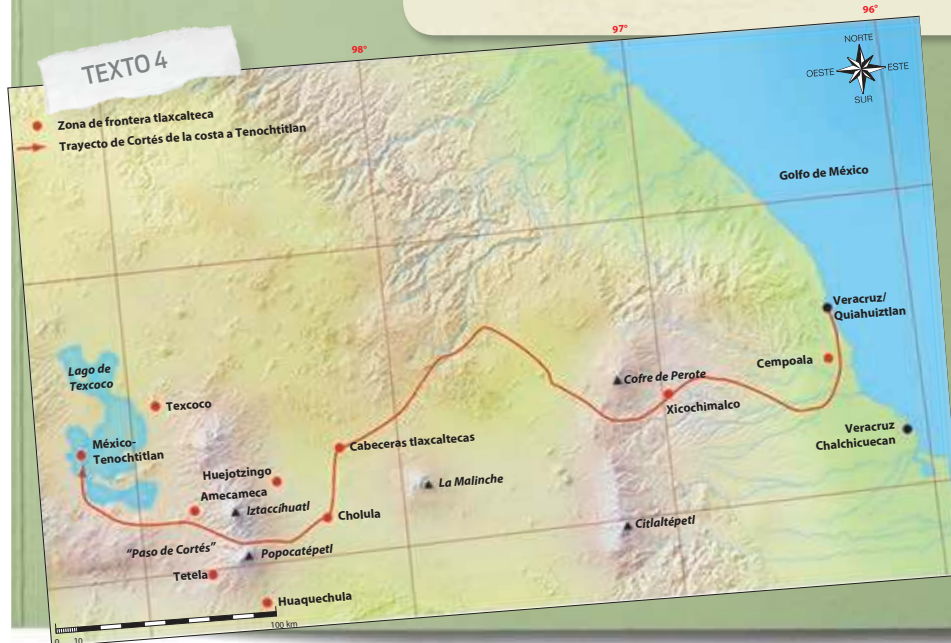 96°
97°
98°
TEXTO 4
NORTE
OESTE
ESTE
SUR
Zona de frontera tlaxcalteca
Trayecto de Cortés de la costa a Tenochtitlan
Golfo de México
Veracruz/
Quiahuiztlan
Lago de
Texcoco
Cempoala
Cofre de Perote
Texcoco
Xicochimalco
Veracruz
Chalchicuecan
México-
Tenochtitlan
Cabeceras tlaxcaltecas
Huejotzingo
La Malinche
Amecameca
Iztaccíhuatl
Cholula
Citlaltépetl
"Paso de Cortés"
Popocatépetl
Tetela
Huaquechula
0 10 100 km